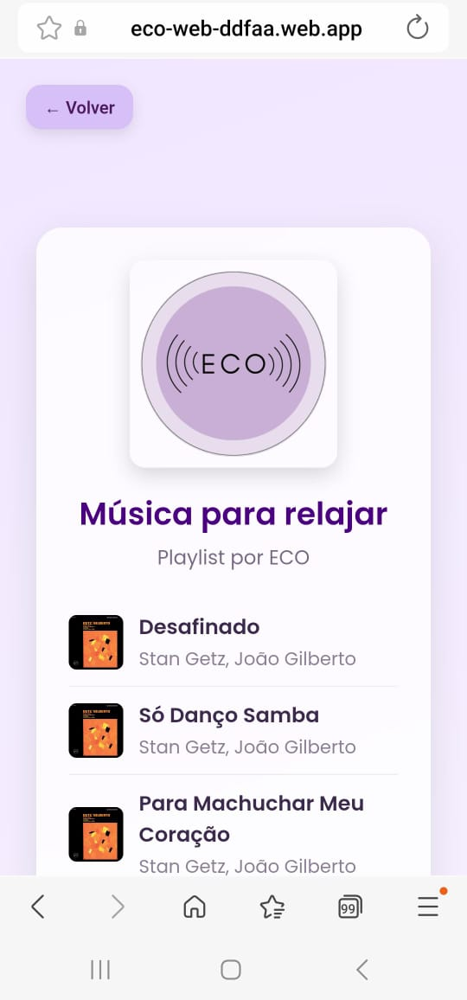 eco-web-ddfaa.web.app
← Volver
ECO
Música para relajar
Playlist por ECO
Desafinado
Stan Getz, João Gilberto
Só Danço Samba
Stan Getz, João Gilberto
Para Machuchar Meu
Coração
Stan Getz, João Gilberto
99